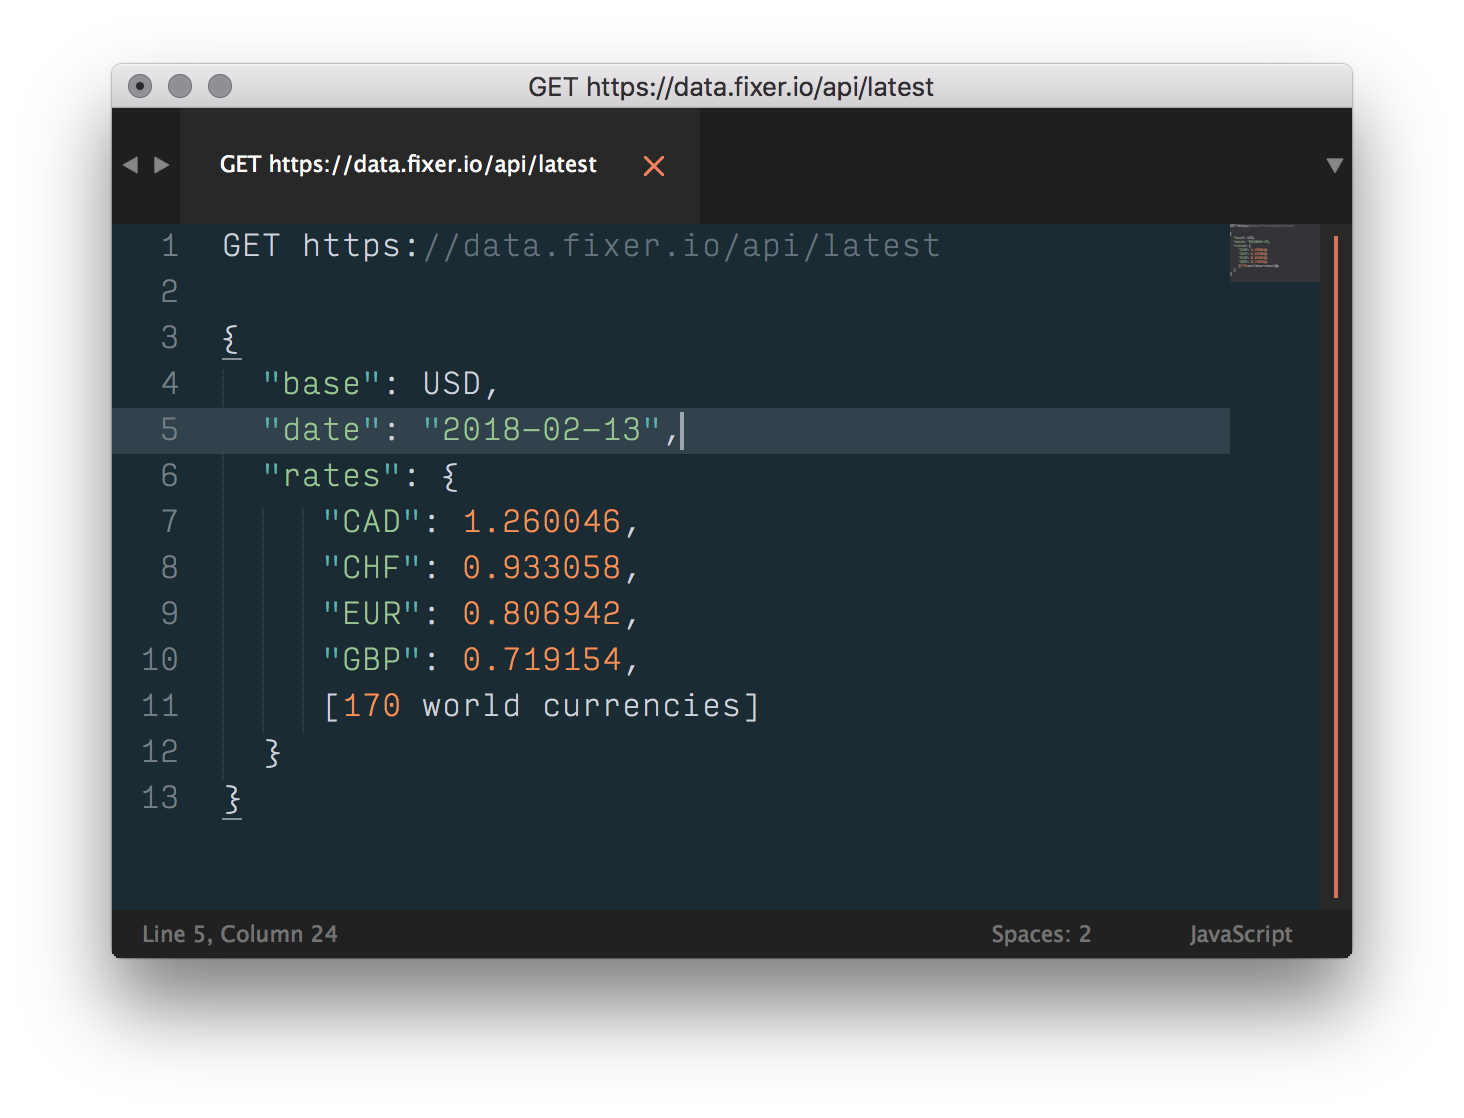 GET https://data.fixer.io/api/latest
GET https://data.fixer.io/api/latest
1 GET https://data.fixer.io/api/latest
2
3 {
4 "base": USD,
5 "date": "2018-02-13",
6 "rates": {
7 "CAD": 1.260046,
8 "CHF": 0.933058,
9 "EUR": 0.806942,
10 "GBP": 0.719154,
11 [170 world currencies]
12 }
13 }
Line 5, Column 24 Spaces: 2 JavaScript